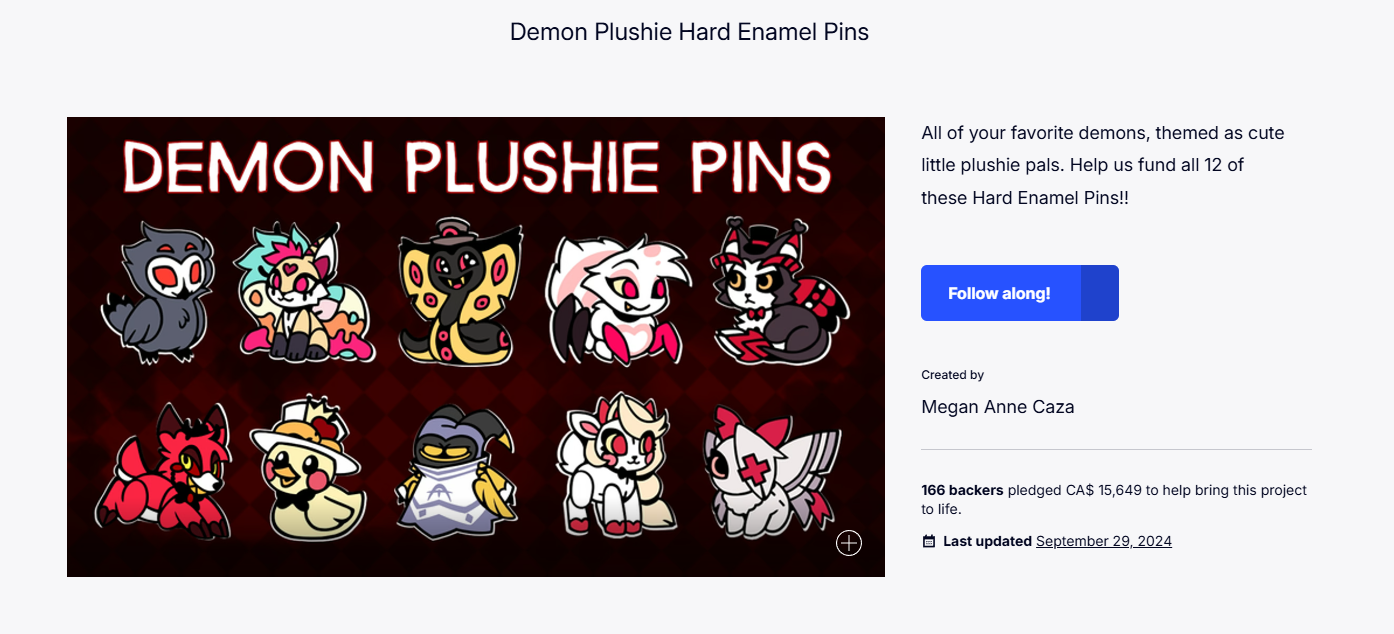 Demon Plushie Hard Enamel Pins
DEMON PLUSHIE PINS
All of your favorite demons, themed as cute
little plushie pals. Help us fund all 12 of
these Hard Enamel Pins!!
Follow along!
Created by
Megan Anne Caza
166 backers pledged CA$ 15,649 to help bring this project
to life.
Last updated September 29, 2024